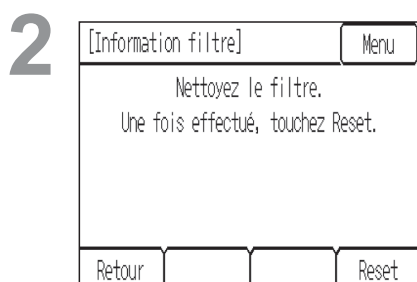 2
[Information filtre] Menu
Nettoyez le filtre.
Une fois effectué, touchez Reset.
Retour Reset